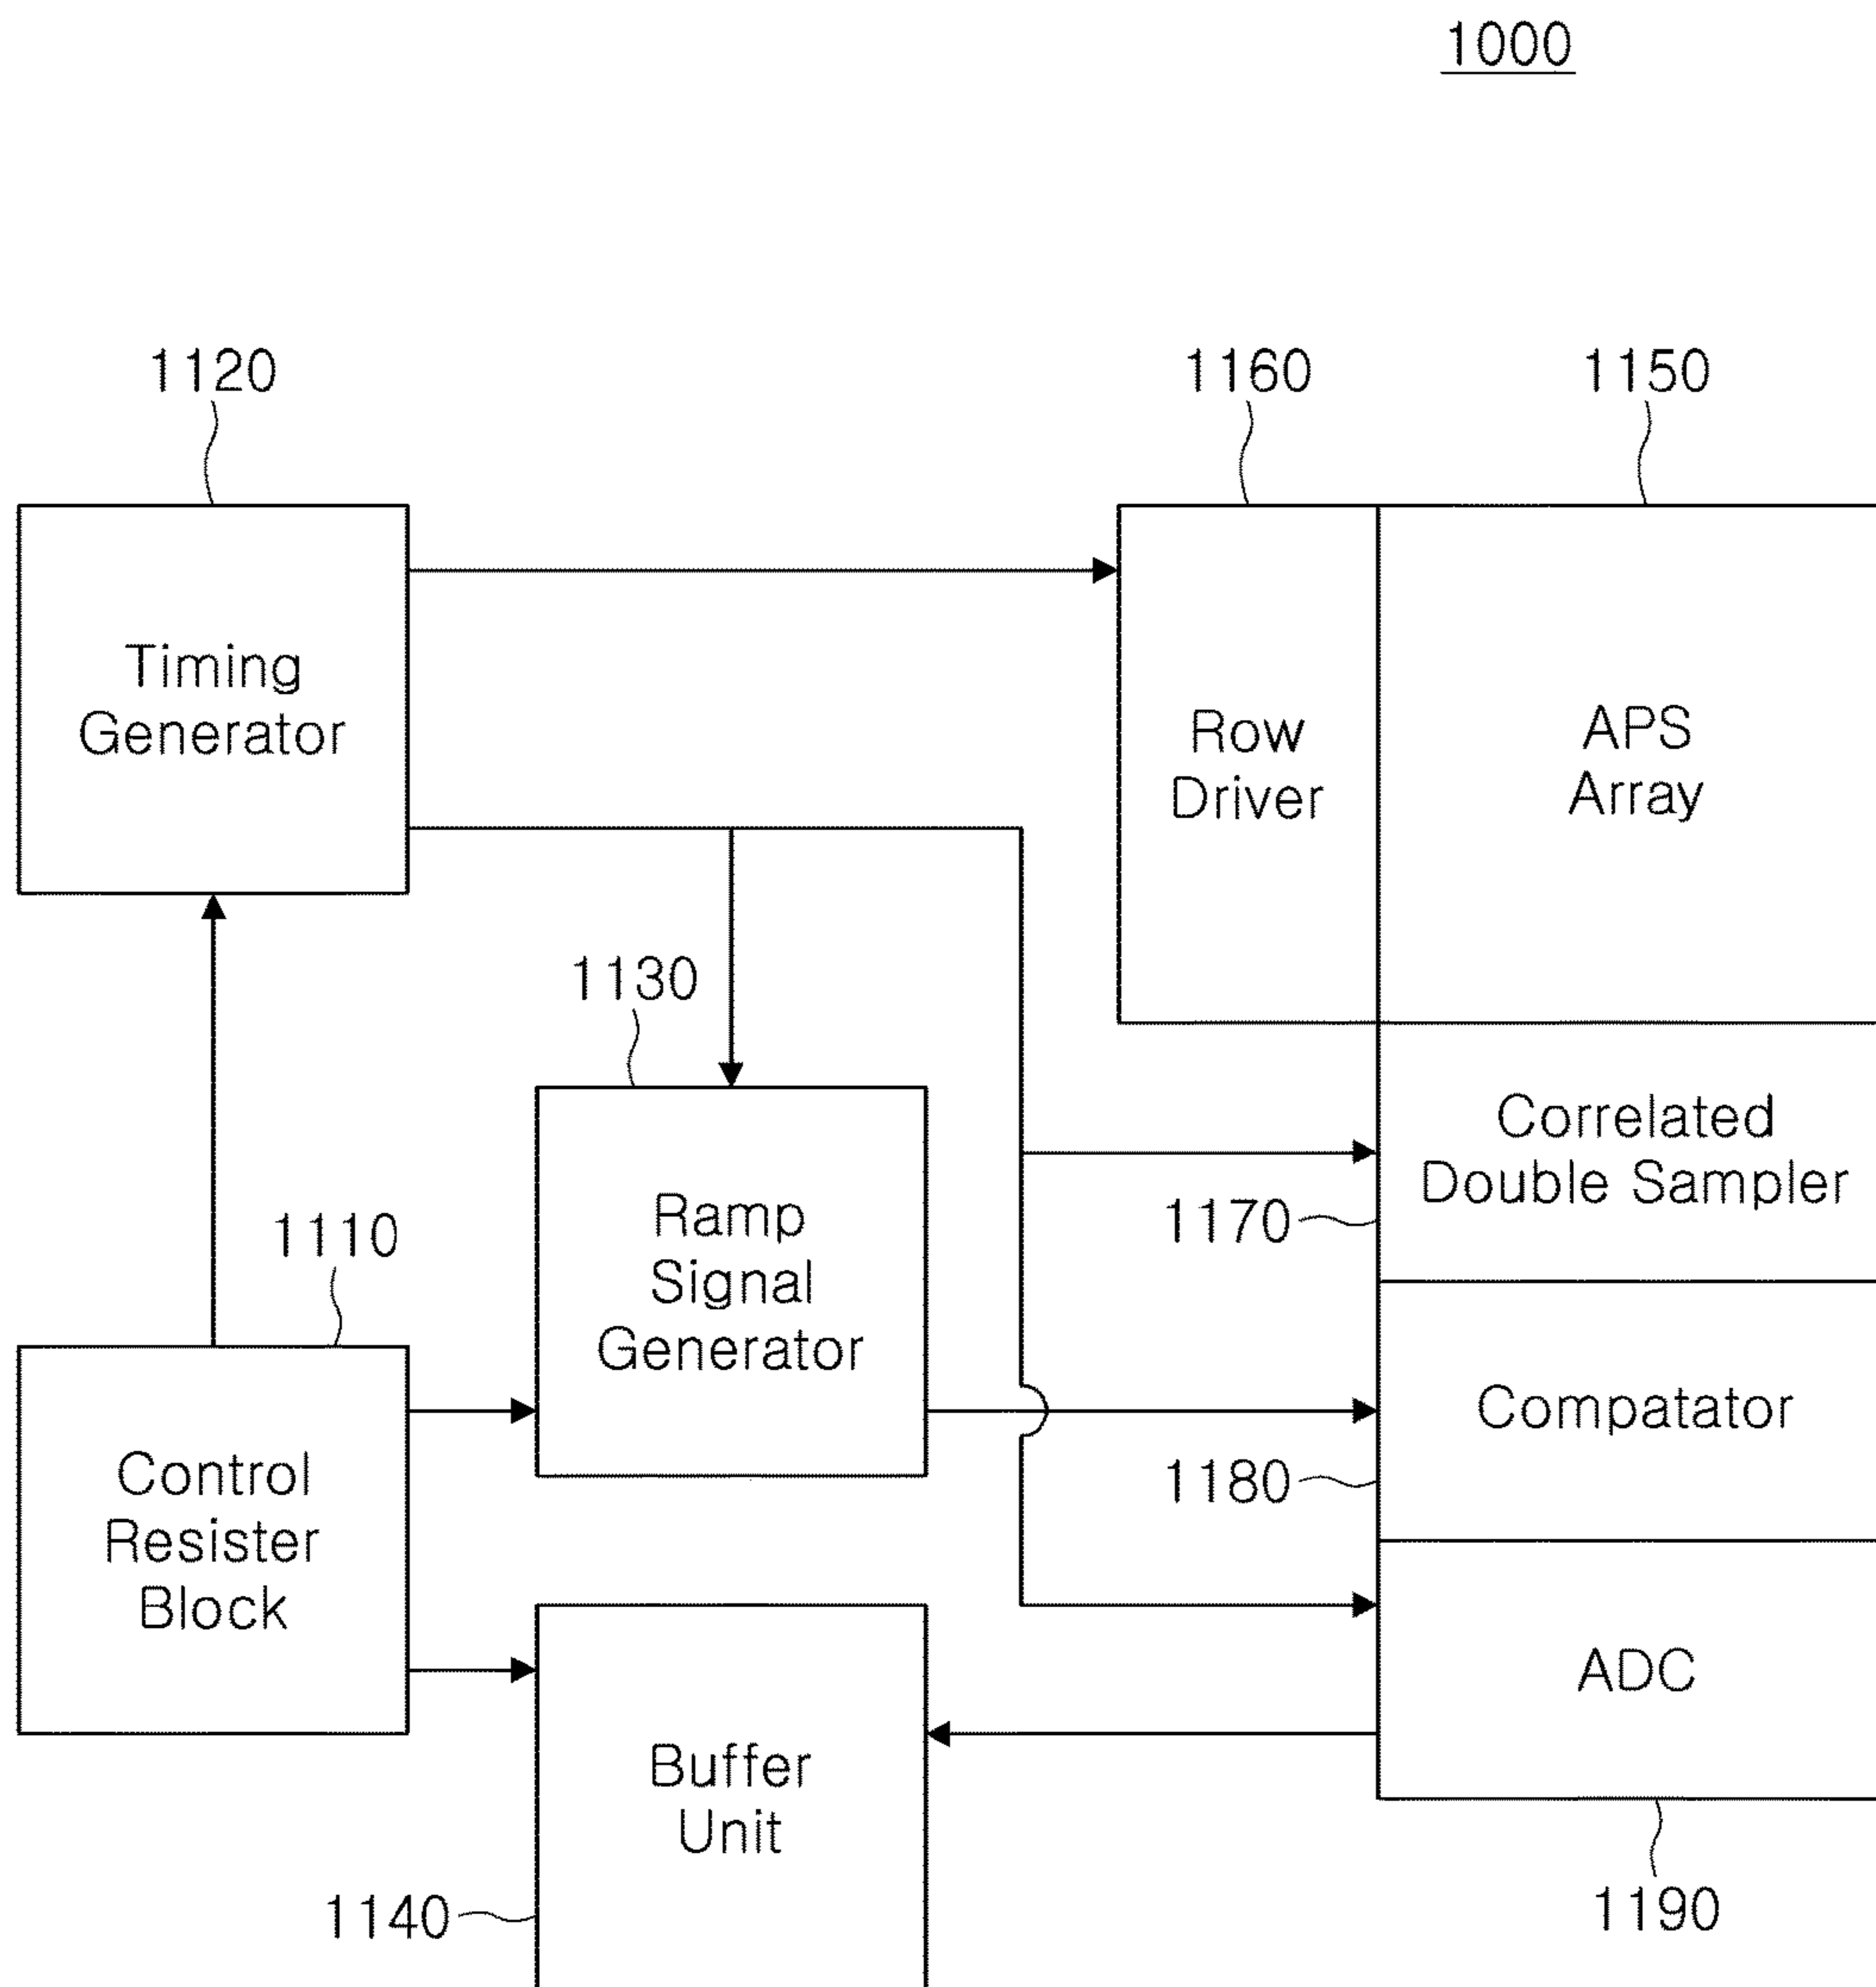 1000
1120
1160
1150
Timing
Generator
Row
Driver
APS
Array
1130
Correlated
Double Sampler
1170
1110
Ramp
Signal
Generator
Compatator
1180
Control
Resister
Block
ADC
Buffer
Unit
1140
1190